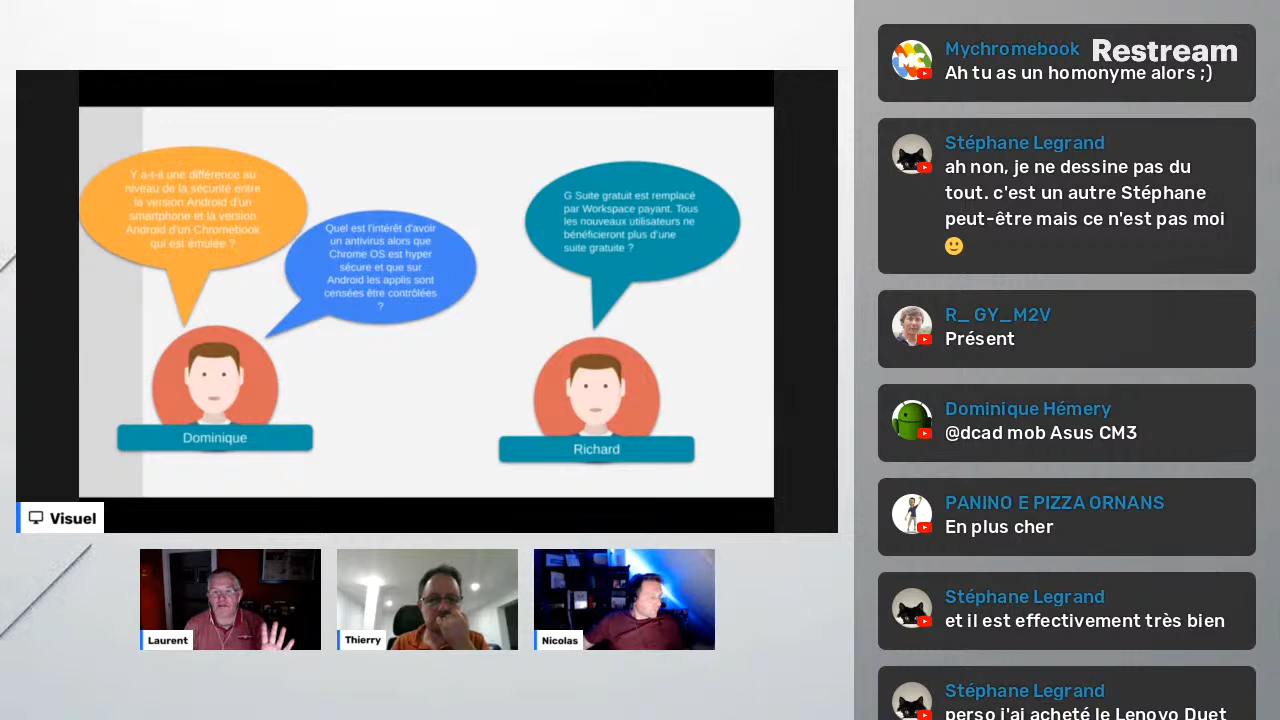 Y a-t-il une différence au
niveau de la sécurité entre
la version Android d'un
smartphone et la version
Android d'un Chromebook
qui est émulée ?
Quel est l'intérêt d'avoir
un antivirus alors que
Chrome OS est hyper
sécure et que sur
Android les applis sont
censées être contrôlées
?
G Suite gratuit est remplacé
par Workspace payant. Tous
les nouveaux utilisateurs ne
bénéficieront plus d'une
suite gratuite ?
Dominique
Richard
Visuel
Laurent
Thierry
Nicolas
Restream
Mychromebook
Ah tu as un homonyme alors ;)
Stéphane Legrand
ah non, je ne dessine pas du
tout. c'est un autre Stéphane
peut-être mais ce n'est pas moi
Mc
R_ GY_M2V
Présent
Dominique Hémery
@dcad mob Asus CM3
PANINO E PIZZA ORNANS
En plus cher
Stéphane Legrand
et il est effectivement très bien
Stéphane Legrand
perso j'ai acheté le Lenovo Duet